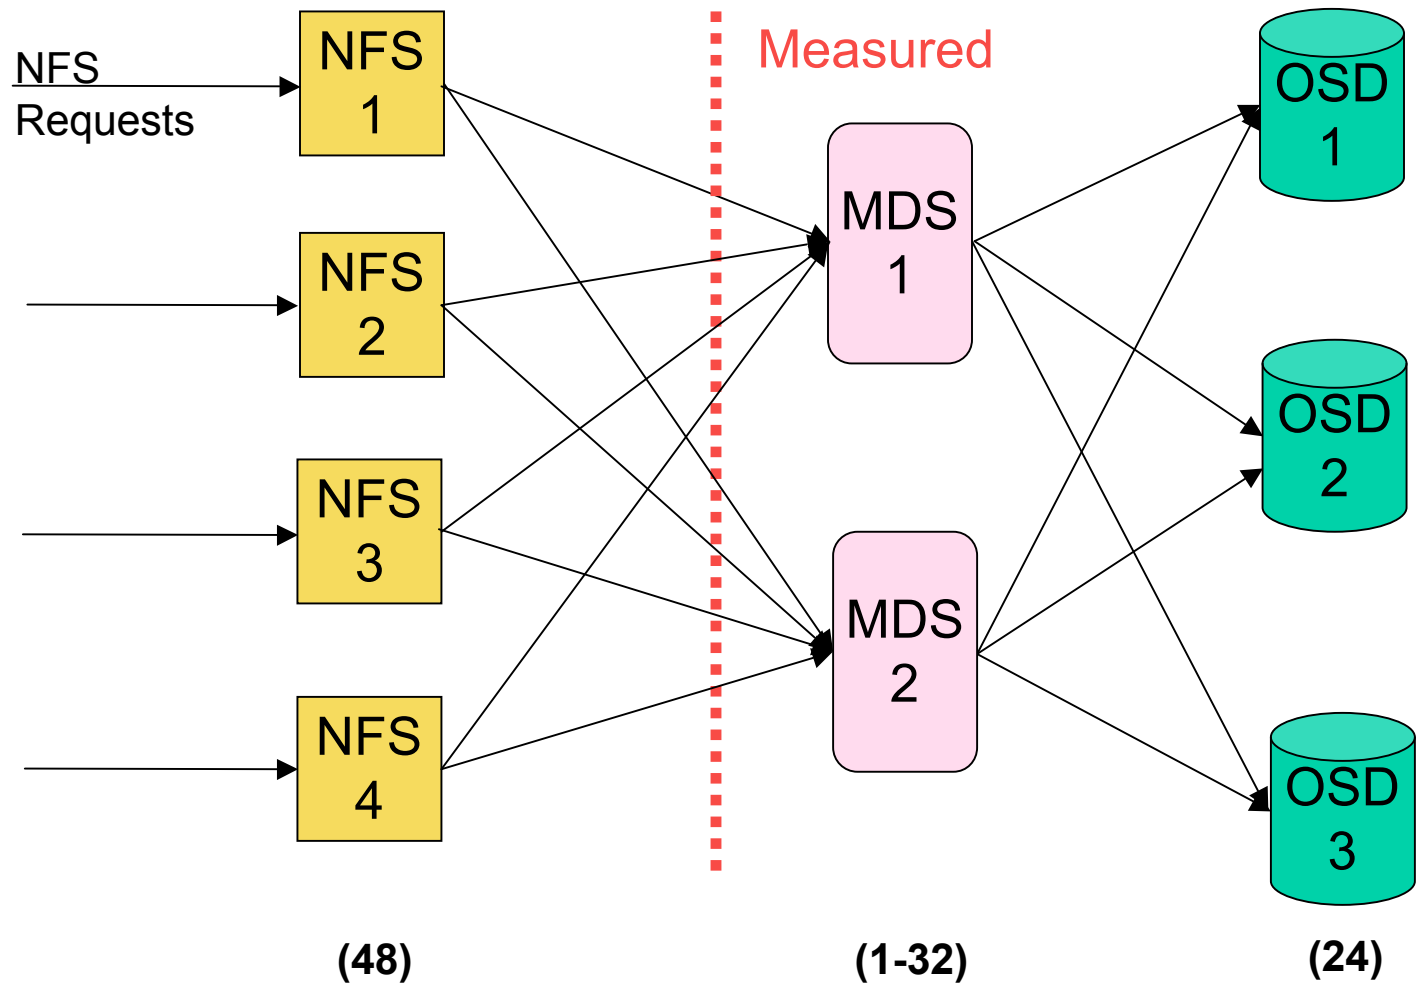 NFS
Requests
NFS
1
NFS
2
NFS
3
NFS
4
Measured
MDS
1
MDS
2
OSD
1
OSD
2
OSD
3
(48)
(1-32)
(24)